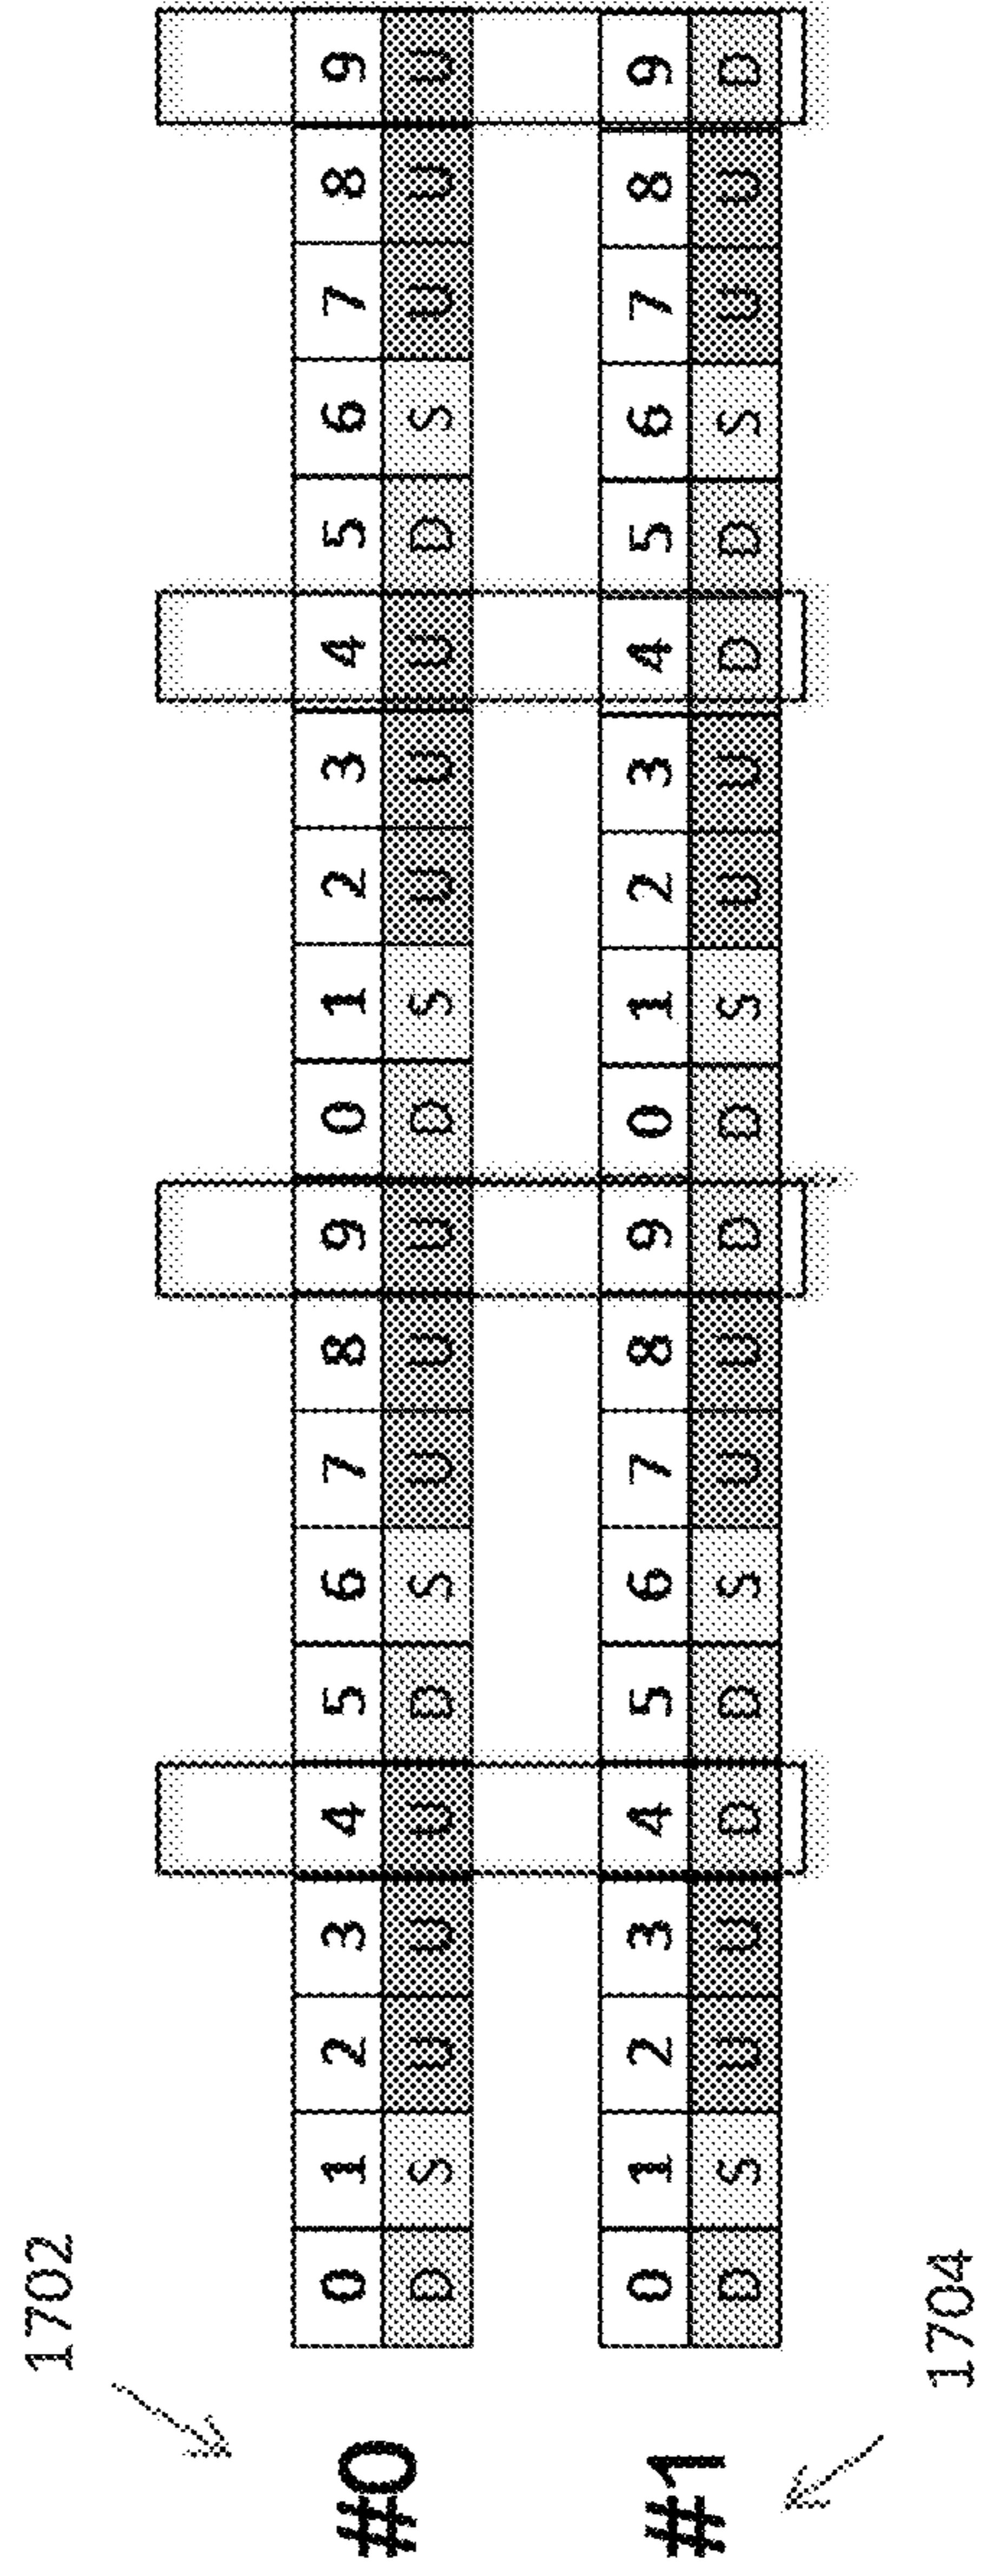 1702
#0
0 1 2 3 4 5 6 7 8 9 0 1 2 3 4 5 6 7 8 9
D S U U U D S U U U D S U U U D S U U U
#1
0 1 2 3 4 5 6 7 8 9 0 1 2 3 4 5 6 7 8 9
D S U U D D S U U D D S U U D D S U U D
1704